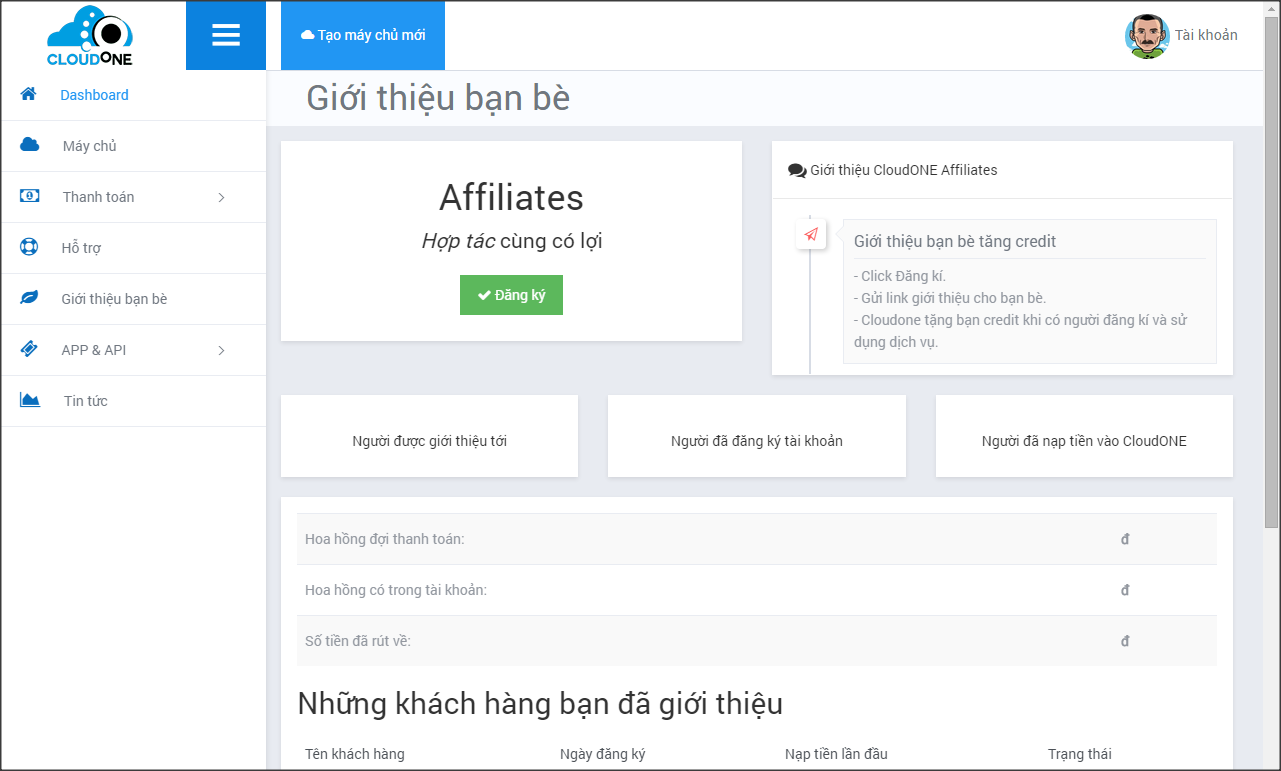 CLOUDONE
Tạo máy chủ mới
Tài khoản
Dashboard
Máy chủ
Thanh toán
Hỗ trợ
Giới thiệu bạn bè
APP & API
Tin tức
Giới thiệu bạn bè
Affiliates
Hợp tác cùng có lợi
Đăng ký
Giới thiệu CloudONE Affiliates
Giới thiệu bạn bè tăng credit
- Click Đăng kí.
- Gửi link giới thiệu cho bạn bè.
- Cloudone tặng bạn credit khi có người đăng kí và sử
dụng dịch vụ.
Người được giới thiệu tới
Người đã đăng ký tài khoản
Người đã nạp tiền vào CloudONE
Hoa hồng đợi thanh toán: đ
Hoa hồng có trong tài khoản: đ
Số tiền đã rút về: đ
Những khách hàng bạn đã giới thiệu
Tên khách hàng Ngày đăng ký Nạp tiền lần đầu Trạng thái